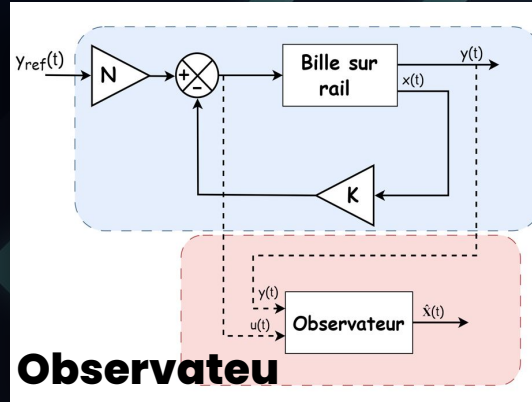 yref(t)
N
+
-
Bille sur
rail
y(t)
x(t)
K
y(t)
u(t)
Observateur
x̂(t)
Observateu